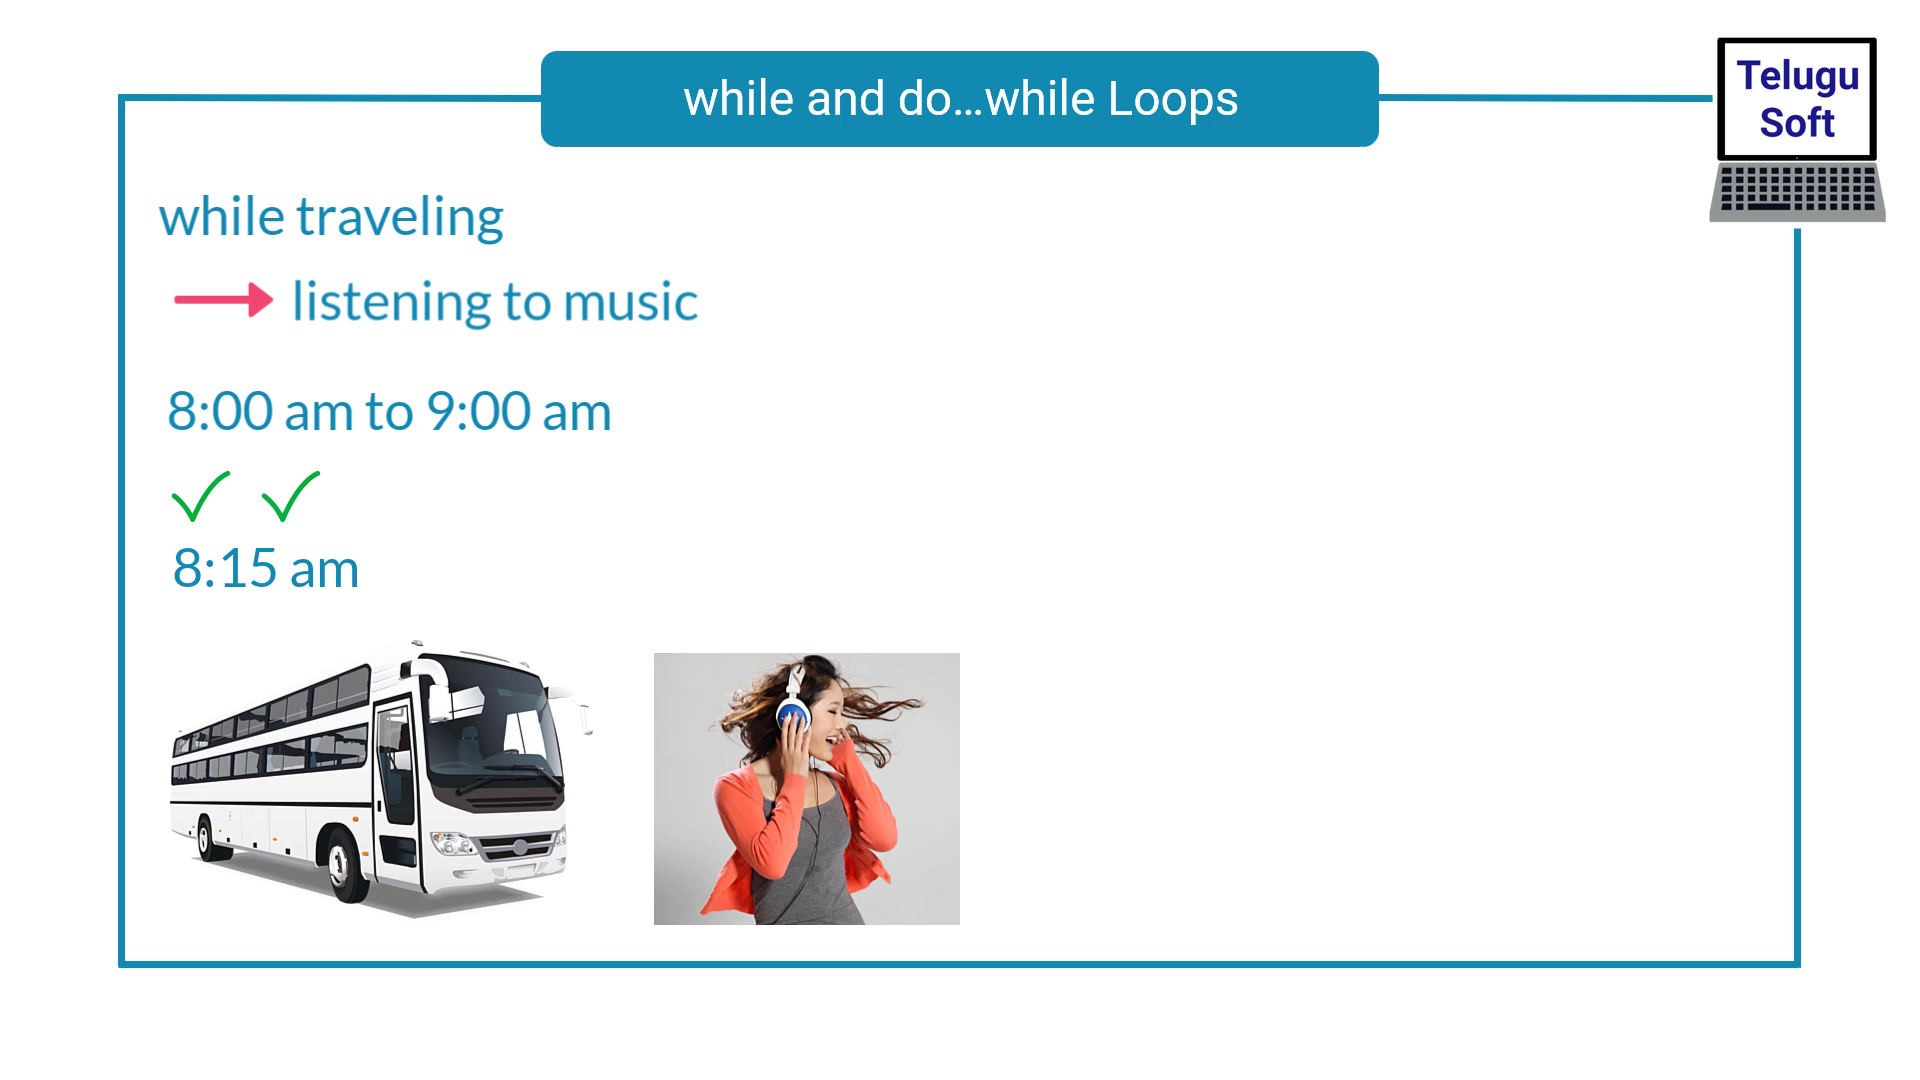 while and do...while Loops
Telugu
Soft
while traveling
listening to music
8:00 am to 9:00 am
8:15 am